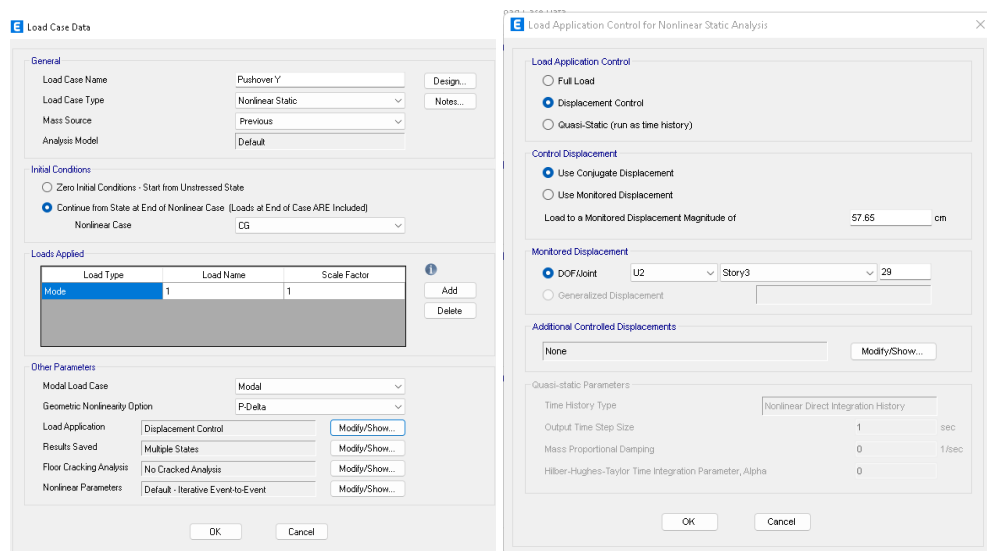 Load Case Data
General
Load Case Name Pushover Y Design...
Load Case Type Nonlinear Static Notes...
Mass Source Previous
Analysis Model Default
Initial Conditions
Zero Initial Conditions - Start from Unstressed State
Continue from State at End of Nonlinear Case (Loads at End of Case ARE Included)
Nonlinear Case CG
Loads Applied
Load Type Load Name Scale Factor
Mode 1 1
Add
Delete
Other Parameters
Modal Load Case Modal
Geometric Nonlinearity Option P-Delta
Load Application Displacement Control Modify/Show...
Results Saved Multiple States Modify/Show...
Floor Cracking Analysis No Cracked Analysis Modify/Show...
Nonlinear Parameters Default - Iterative Event-to-Event Modify/Show...
OK Cancel
Load Application Control for Nonlinear Static Analysis
Load Application Control
Full Load
Displacement Control
Quasi-Static (run as time history)
Control Displacement
Use Conjugate Displacement
Use Monitored Displacement
Load to a Monitored Displacement Magnitude of 57.65 cm
Monitored Displacement
DOF/Joint U2 Story3 29
Generalized Displacement
Additional Controlled Displacements
None Modify/Show...
Quasi-static Parameters
Time History Type Nonlinear Direct Integration History
Output Time Step Size 1 sec
Mass Proportional Damping 0 1/sec
Hilber-Hughes-Taylor Time Integration Parameter, Alpha 0
OK Cancel